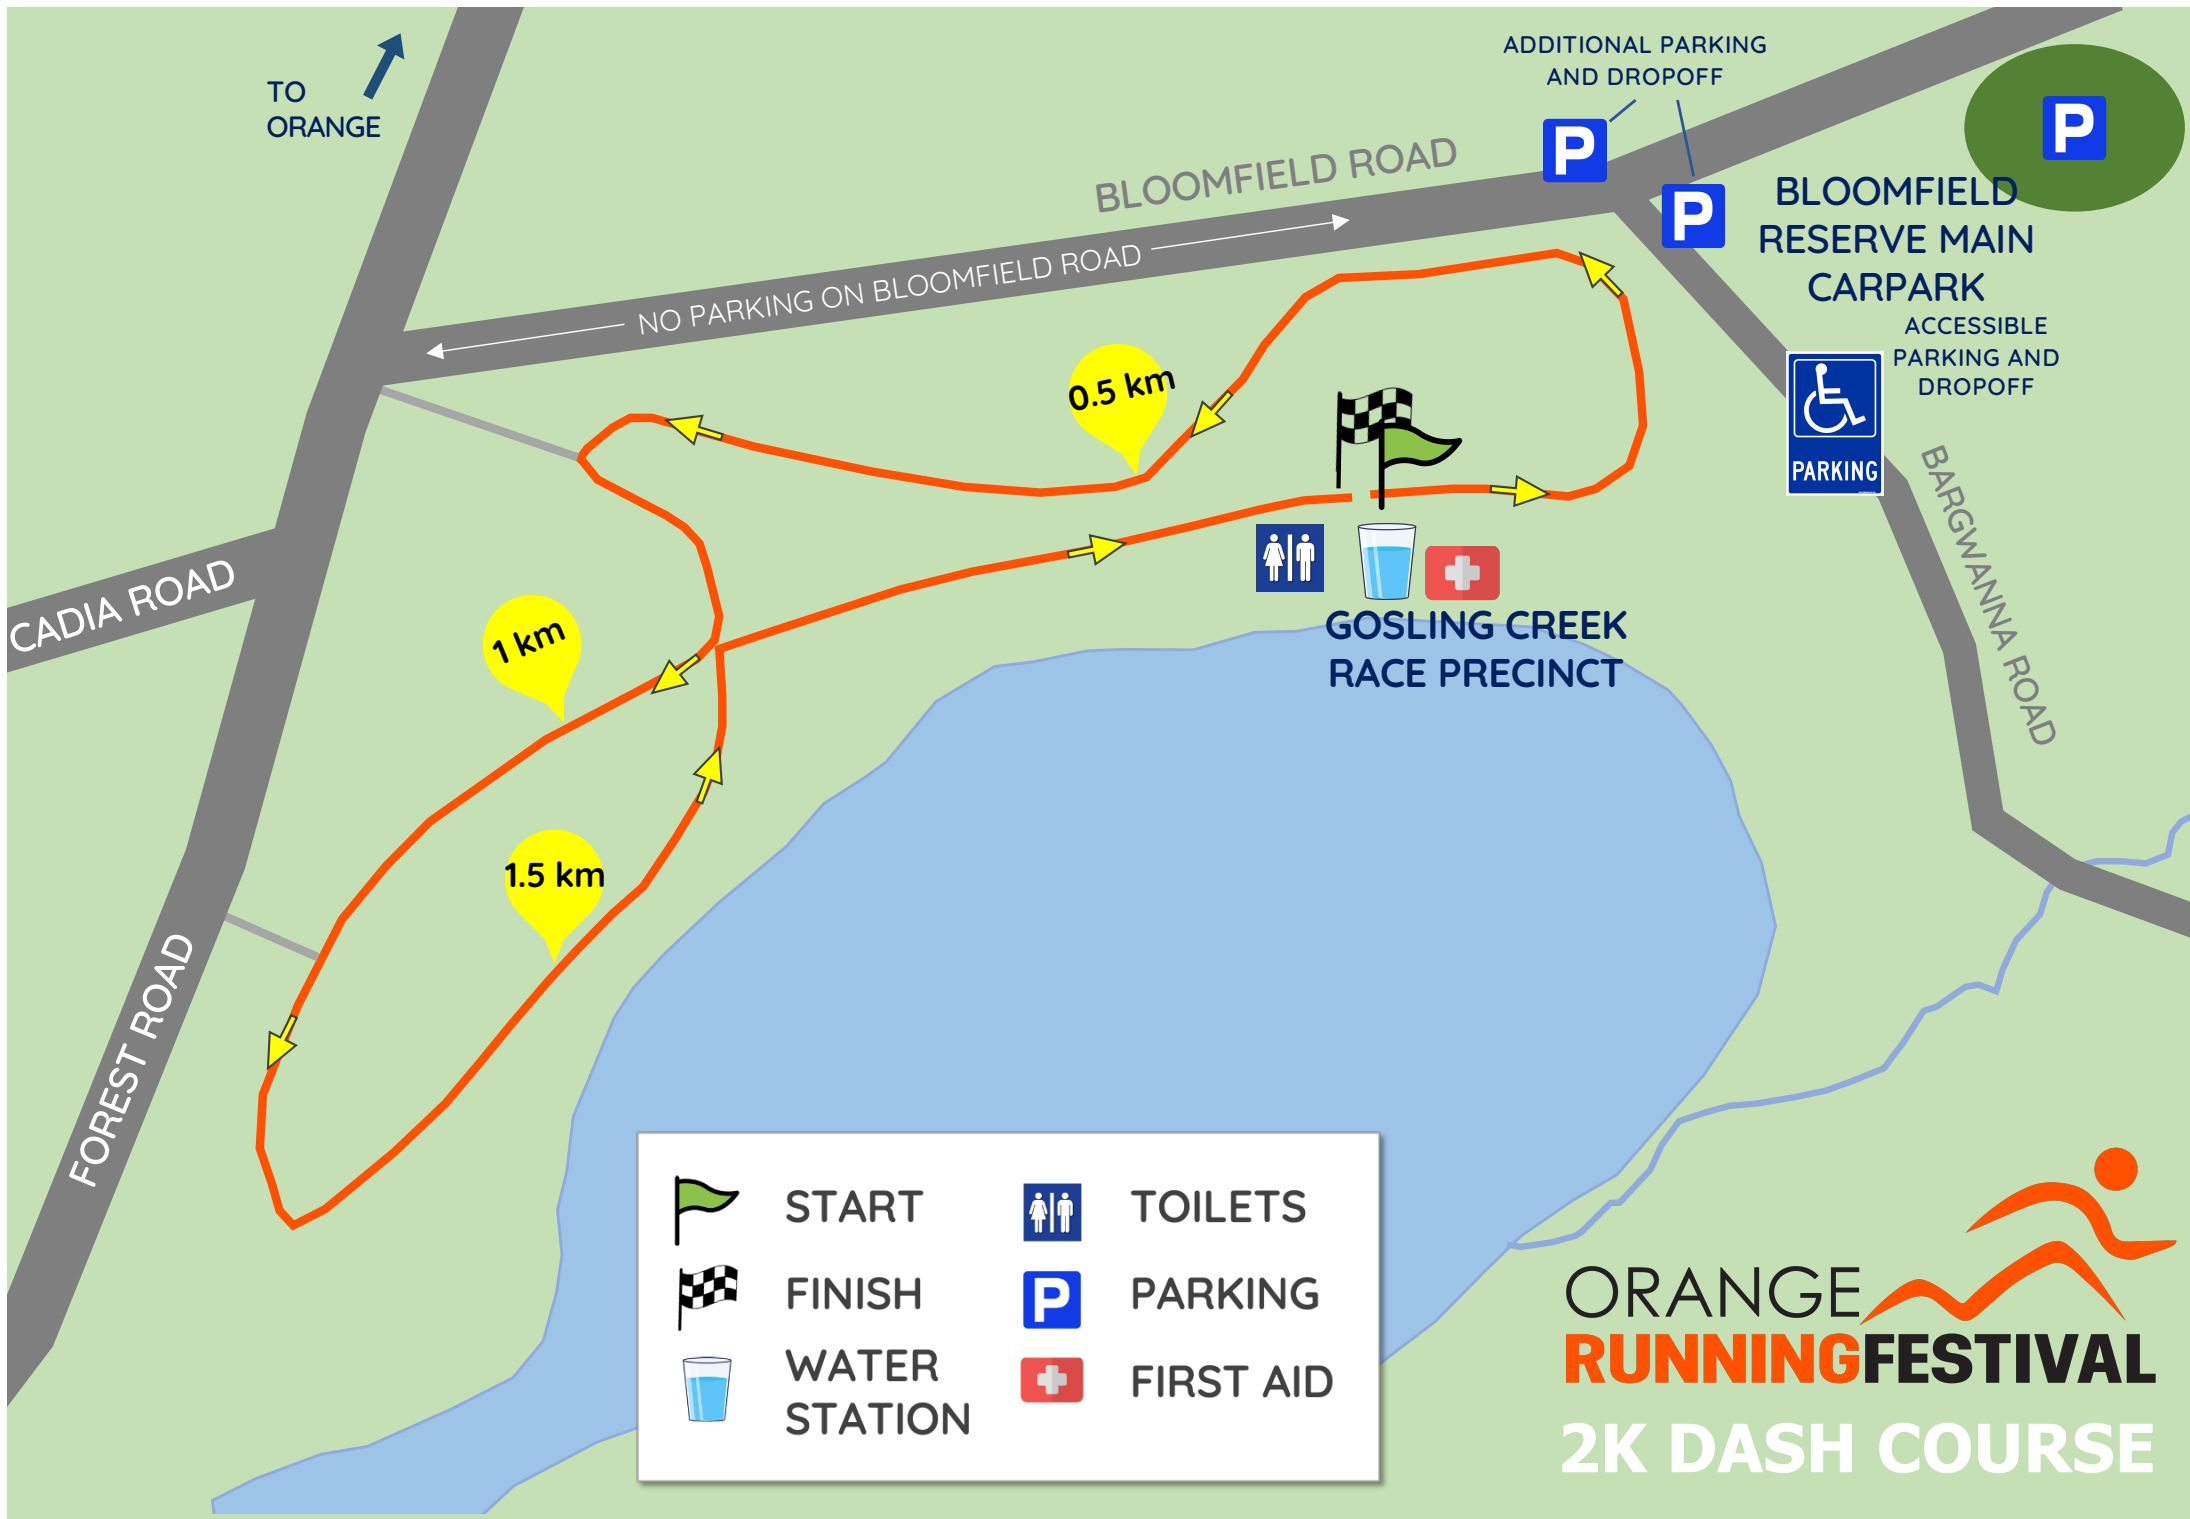 TO
ORANGE
ADDITIONAL PARKING
AND DROPOFF
P
P
P
BLOOMFIELD ROAD
NO PARKING ON BLOOMFIELD ROAD
BLOOMFIELD
RESERVE MAIN
CARPARK
ACCESSIBLE
PARKING AND
DROPOFF
PARKING
BARGWANNA ROAD
0.5 km
CADIA ROAD
1 km
GOSLING CREEK
RACE PRECINCT
1.5 km
FOREST ROAD
START
FINISH
WATER
STATION
TOILETS
P
PARKING
FIRST AID
ORANGE
RUNNINGFESTIVAL
2K DASH COURSE